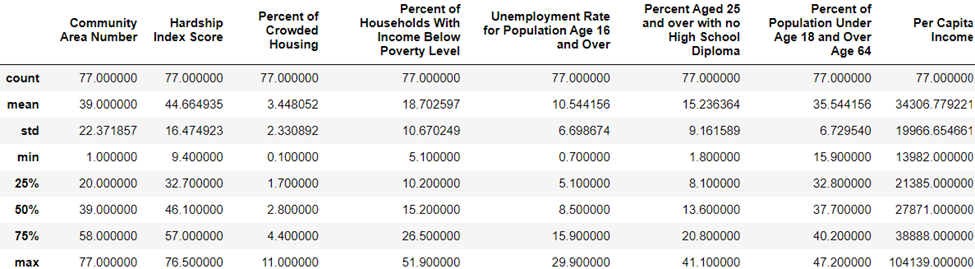 Community Area Number Hardship Index Score Percent of Crowded Housing Percent of Households With Income Below Poverty Level Unemployment Rate for Population Age 16 and Over Percent Aged 25 and over with no High School Diploma Percent of Population Under Age 18 and Over Age 64 Per Capita Income
count 77.000000 77.000000 77.000000 77.000000 77.000000 77.000000 77.000000 77.000000
mean 39.000000 44.664935 3.448052 18.702597 10.544156 15.236364 35.544156 34306.779221
std 22.371857 16.474923 2.330892 10.670249 6.698674 9.161589 6.729540 19966.654661
min 1.000000 9.400000 0.100000 5.100000 0.700000 1.800000 15.900000 13982.000000
25% 20.000000 32.700000 1.700000 10.200000 5.100000 8.100000 32.800000 21385.000000
50% 39.000000 46.100000 2.800000 15.200000 8.500000 13.600000 37.700000 27871.000000
75% 58.000000 57.000000 4.400000 26.500000 15.900000 20.800000 40.200000 38888.000000
max 77.000000 76.500000 11.000000 51.900000 29.900000 41.100000 47.200000 104139.000000